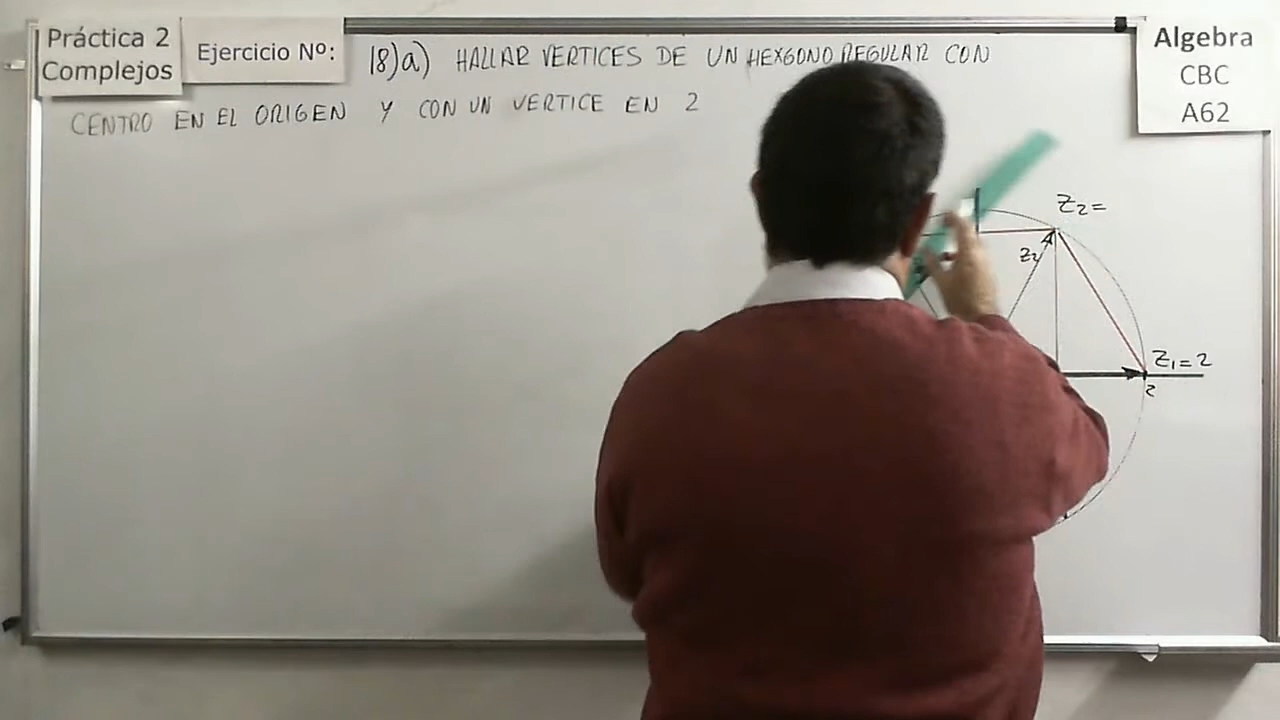 Práctica 2
Complejos
Ejercicio Nº:
18)a) HALLAR VERTICES DE UN HEXGONO REGULAR CON
CENTRO EN EL ORIGEN Y CON UN VERTICE EN 2
Algebra
CBC
A62
Z2=
Z2
Z1=2
2